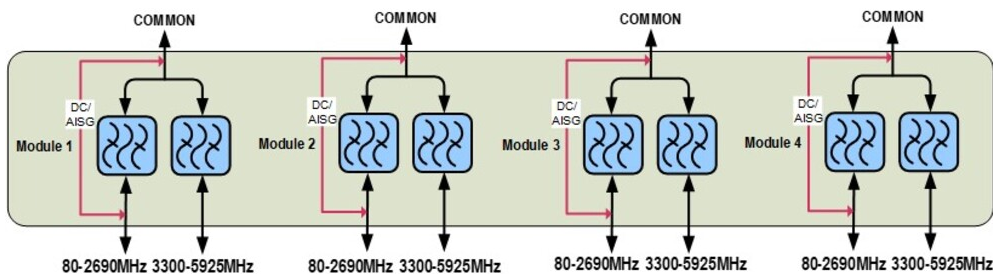 COMMON
DC/
AISG
Module 1
80-2690MHz 3300-5925MHz
COMMON
DC/
AISG
Module 2
80-2690MHz 3300-5925MHz
COMMON
DC/
AISG
Module 3
80-2690MHz 3300-5925MHz
COMMON
DC/
AISG
Module 4
80-2690MHz 3300-5925MHz